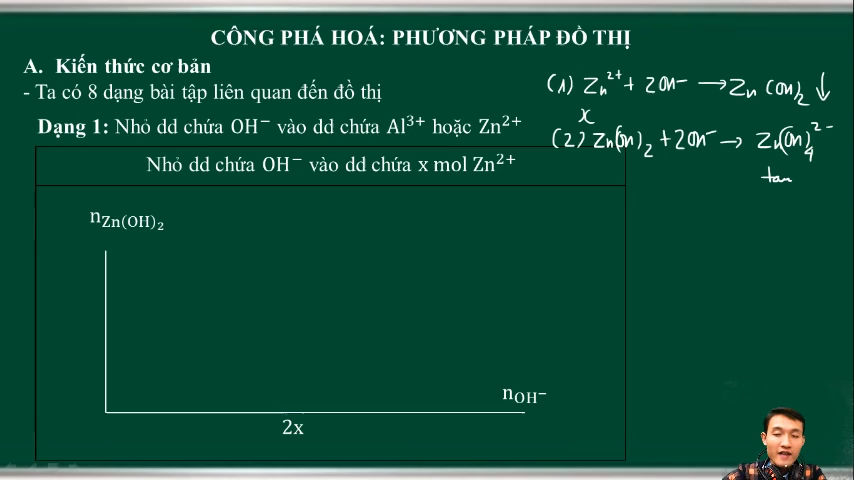 CÔNG PHÁ HOÁ: PHƯƠNG PHÁP ĐỒ THỊ
A. Kiến thức cơ bản
- Ta có 8 dạng bài tập liên quan đến đồ thị
Dạng 1: Nhỏ dd chứa OH⁻ vào dd chứa Al³⁺ hoặc Zn²⁺
(1) Zn²⁺ + 2OH⁻ → Zn(OH)₂ ↓
x
(2) Zn(OH)₂ + 2OH⁻ → Zn(OH)₄²⁻
tan
Nhỏ dd chứa OH⁻ vào dd chứa x mol Zn²⁺
n Zn(OH)₂
n OH⁻
2x